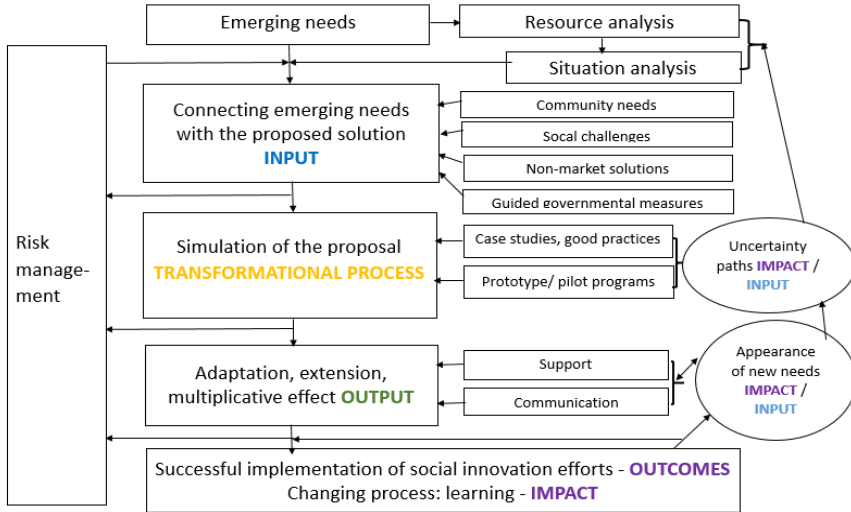 Emerging needs
Resource analysis
Situation analysis
Connecting emerging needs
with the proposed solution
INPUT
Community needs
Socal challenges
Non-market solutions
Guided governmental measures
Risk
manage-
ment
Simulation of the proposal
TRANSFORMATIONAL PROCESS
Case studies, good practices
Prototype/ pilot programs
Uncertainty
paths IMPACT /
INPUT
Adaptation, extension,
multiplicative effect OUTPUT
Support
Communication
Appearance
of new needs
IMPACT /
INPUT
Successful implementation of social innovation efforts - OUTCOMES
Changing process: learning - IMPACT